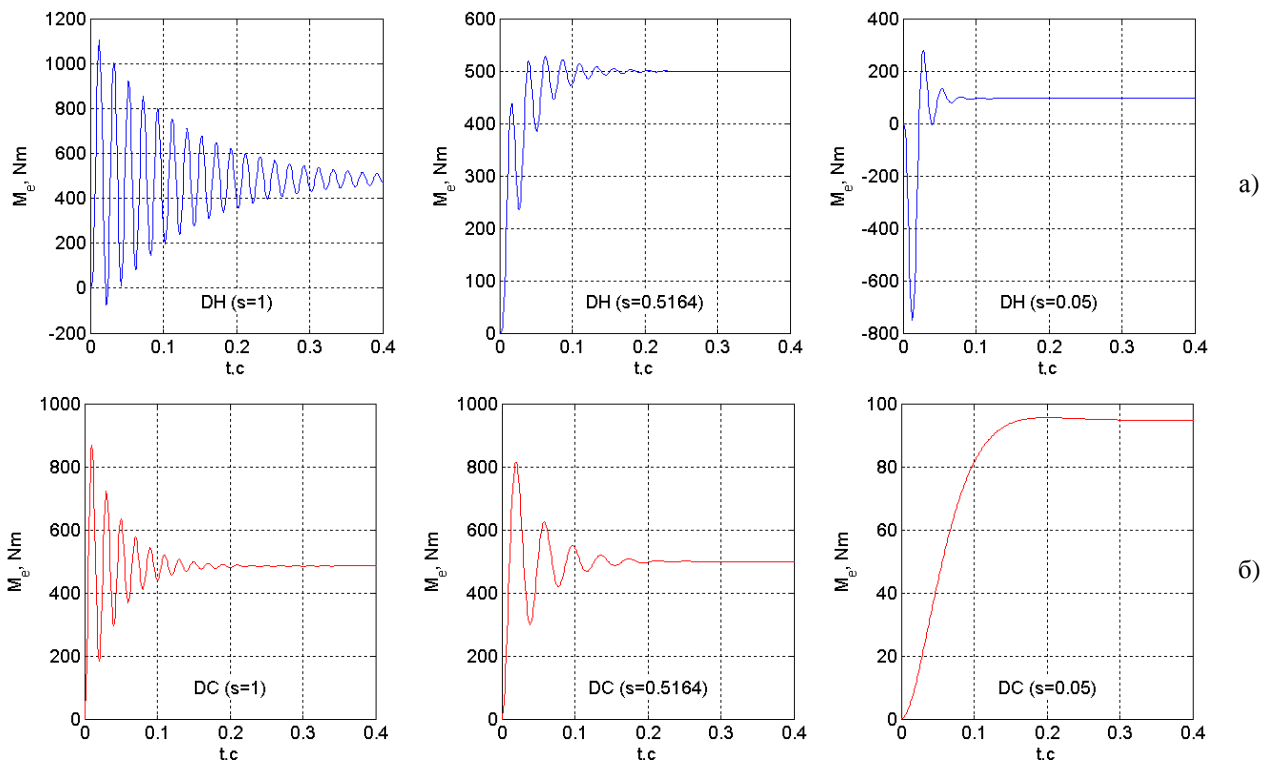 1200
1000
800
600
400
200
0
-200
M_e, Nm
0 0.1 0.2 0.3 0.4
t,c
DH (s=1)
600
500
400
300
200
100
0
M_e, Nm
0 0.1 0.2 0.3 0.4
t,c
DH (s=0.5164)
400
200
0
-200
-400
-600
-800
M_e, Nm
0 0.1 0.2 0.3 0.4
t,c
DH (s=0.05)
а)
1000
800
600
400
200
0
M_e, Nm
0 0.1 0.2 0.3 0.4
t,c
DC (s=1)
1000
800
600
400
200
0
M_e, Nm
0 0.1 0.2 0.3 0.4
t,c
DC (s=0.5164)
100
80
60
40
20
0
M_e, Nm
0 0.1 0.2 0.3 0.4
t,c
DC (s=0.05)
б)